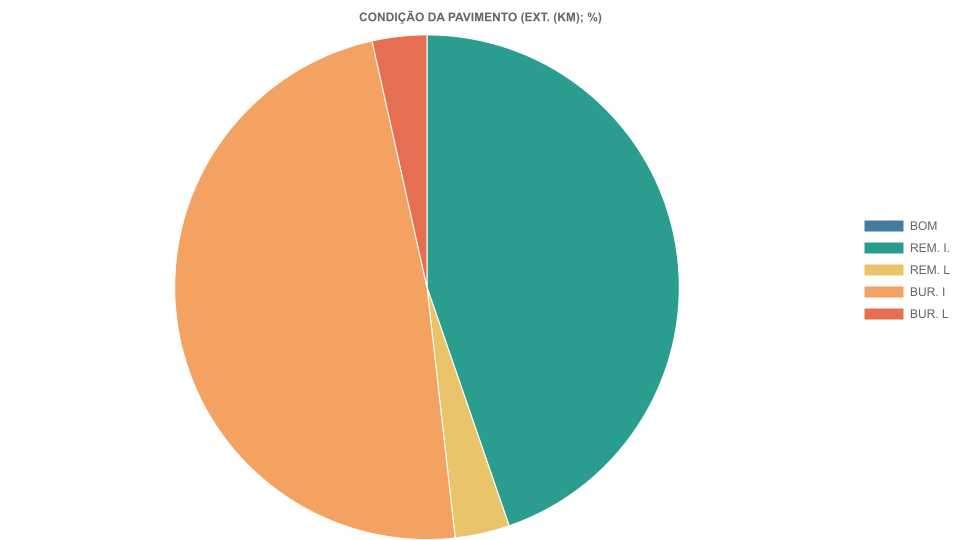 CONDIÇÃO DA PAVIMENTO (EXT. (KM); %)
BOM
REM. I.
REM. L
BUR. I
BUR. L